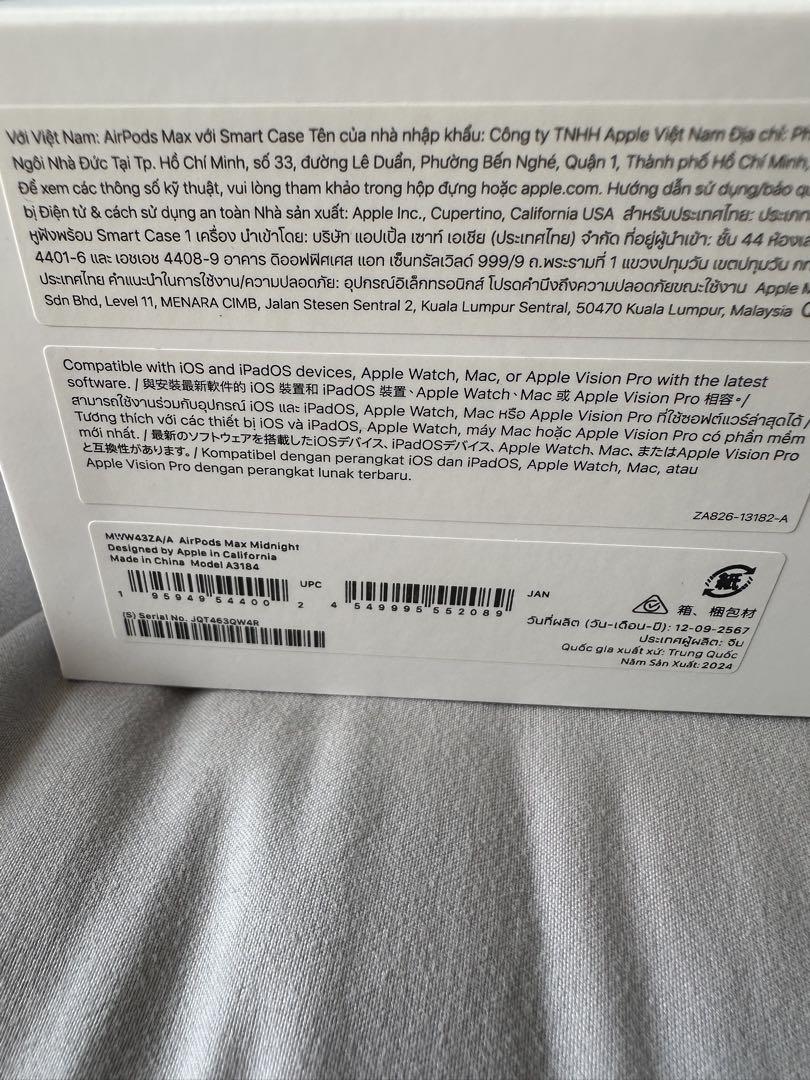 Với Việt Nam: AirPods Max với Smart Case Tên của nhà nhập khẩu: Công ty TNHH Apple Việt Nam Địa chỉ:
Ngôi Nhà Đức Tại Tp. Hồ Chí Minh, số 33, đường Lê Duẩn, Phường Bến Nghé, Quận 1, Thành phố Hồ Chí Minh,
Để xem các thông số kỹ thuật, vui lòng tham khảo trong hộp đựng hoặc apple.com. Hướng dẫn sử dụng/bảo
bị Điện tử & cách sử dụng an toàn Nhà sản xuất: Apple Inc., Cupertino, California USA สำหรับประเทศไทย:
หูฟังพร้อม Smart Case 1 เครื่อง นำเข้าโดย: บริษัท แอปเปิ้ล เซาท์ เอเชีย (ประเทศไทย) จำกัด ที่อยู่ผู้นำเข้า: ชั้น 44
4401-6 และ เอชเอช 4408-9 อาคาร ดิออฟฟิศเศส แอท เซ็นทรัลเวิลด์ 999/9 ถ.พระรามที่ 1 แขวงปทุมวัน เขตปทุมวัน
ประเทศไทย คำแนะนำในการใช้งาน/ความปลอดภัย: อุปกรณ์อิเล็กทรอนิกส์ โปรดคำนึงถึงความปลอดภัยขณะใช้งาน Apple
Sdn Bhd, Level 11, MENARA CIMB, Jalan Stesen Sentral 2, Kuala Lumpur Sentral, 50470 Kuala Lumpur, Malaysia
Compatible with iOS and iPadOS devices, Apple Watch, Mac, or Apple Vision Pro with the latest
software. / 與安裝最新軟件的 iOS 裝置和 iPadOS 裝置、Apple Watch、Mac 或 Apple Vision Pro 相容。/
สามารถใช้งานร่วมกับอุปกรณ์ iOS และ iPadOS, Apple Watch, Mac หรือ Apple Vision Pro ที่ใช้ซอฟต์แวร์ล่าสุดได้ /
Tương thích với các thiết bị iOS và iPadOS, Apple Watch, máy Mac hoặc Apple Vision Pro có phần mềm
mới nhất. / 最新のソフトウェアを搭載したiOSデバイス、iPadOSデバイス、Apple Watch、Mac、またはApple Vision Pro
と互換性があります。/ Kompatibel dengan perangkat iOS dan iPadOS, Apple Watch, Mac, atau
Apple Vision Pro dengan perangkat lunak terbaru.
ZA826-13182-A
MWW43ZA/A AirPods Max Midnight
Designed by Apple in California
Made in China Model A3184
UPC
1 95949 54400 2
JAN
4 549995 552089
(S) Serial No. JQT463QW4R
紙
箱、梱包材
วันที่ผลิต (วัน-เดือน-ปี): 12-09-2567
ประเทศผู้ผลิต: จีน
Quốc gia xuất xứ: Trung Quốc
Năm Sản Xuất: 2024